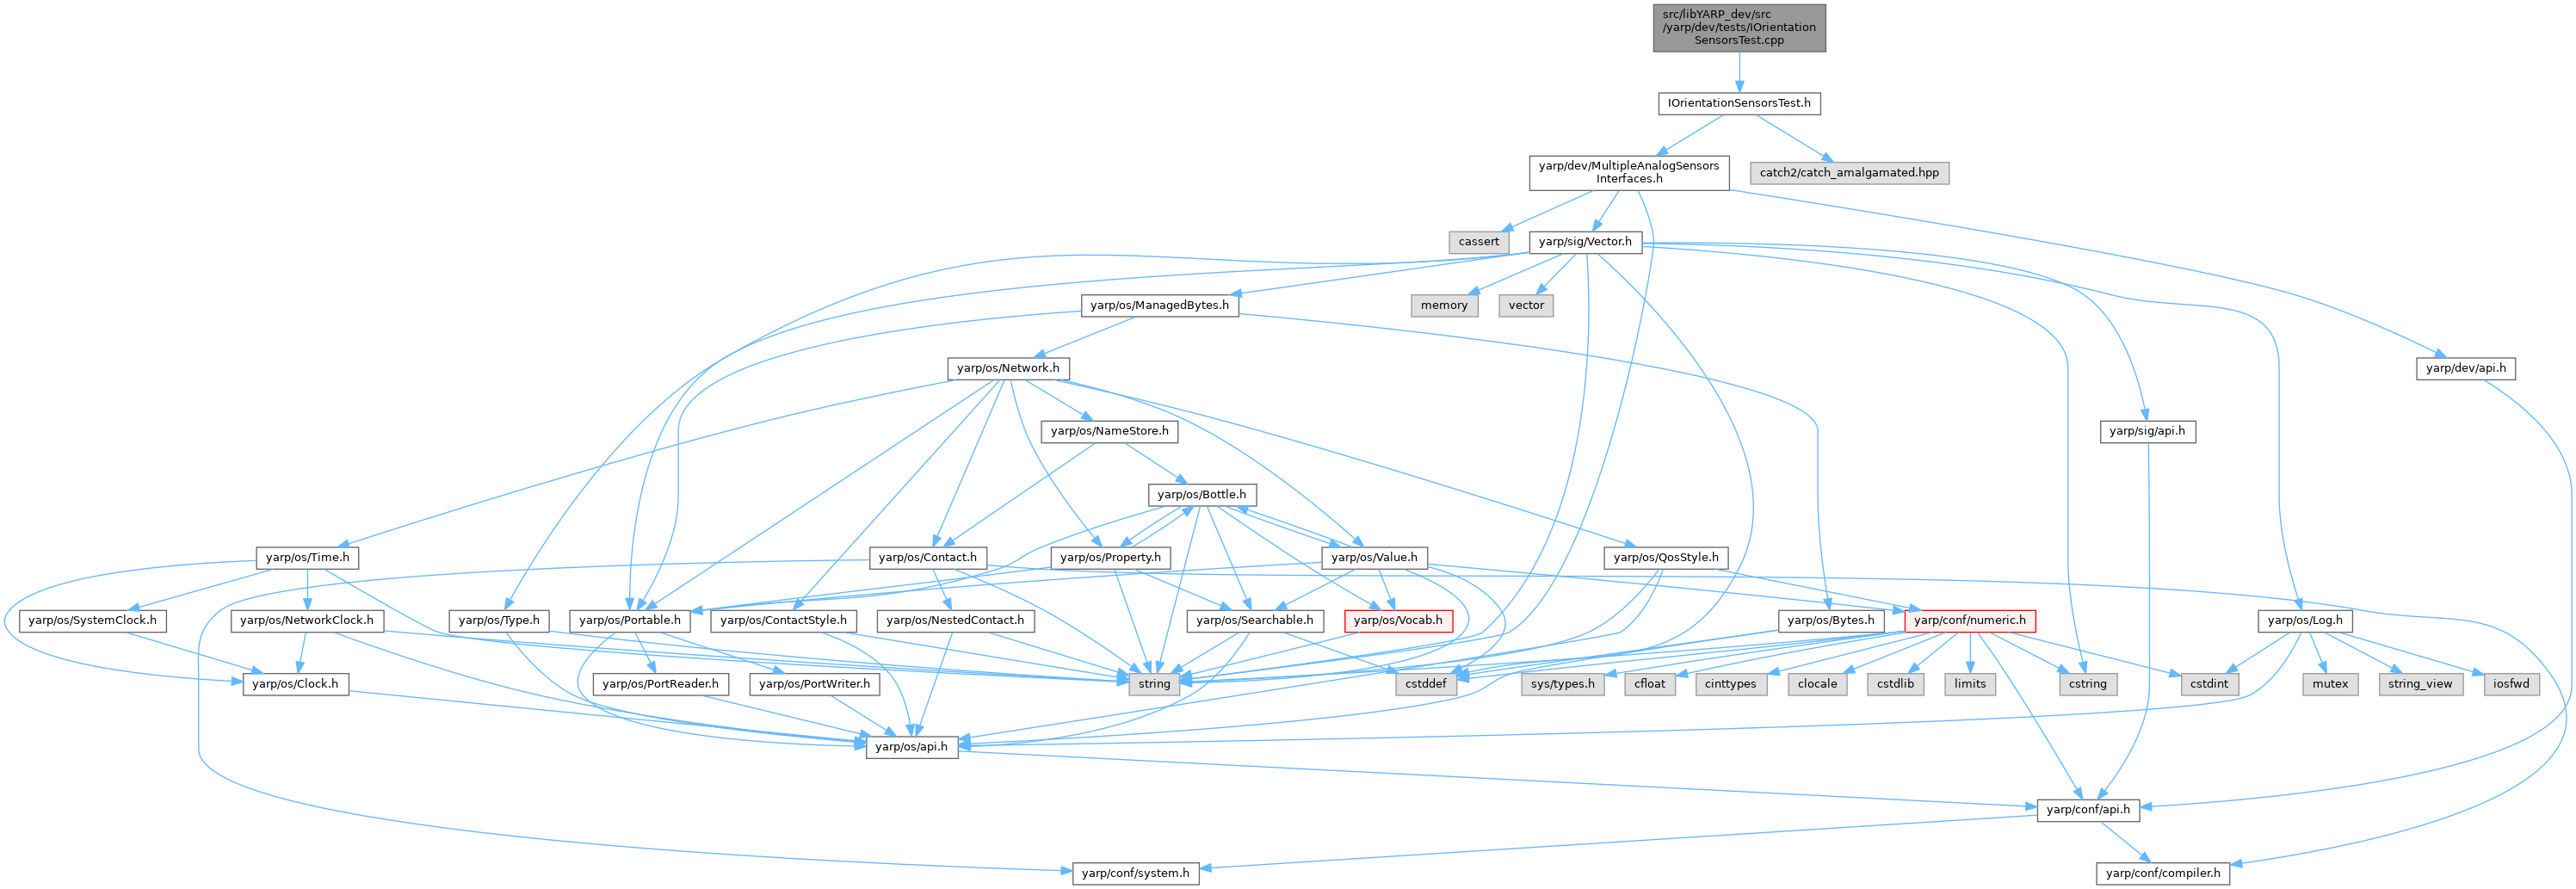 src/libYARP_dev/src
/yarp/dev/tests/IOrientation
SensorsTest.cpp
IOrientationSensorsTest.h
yarp/dev/MultipleAnalogSensors
Interfaces.h
catch2/catch_amalgamated.hpp
cassert
yarp/sig/Vector.h
yarp/os/ManagedBytes.h
memory
vector
yarp/os/Network.h
yarp/dev/api.h
yarp/os/NameStore.h
yarp/sig/api.h
yarp/os/Bottle.h
yarp/os/Time.h
yarp/os/Contact.h
yarp/os/Property.h
yarp/os/Value.h
yarp/os/QosStyle.h
yarp/os/SystemClock.h
yarp/os/NetworkClock.h
yarp/os/Type.h
yarp/os/Portable.h
yarp/os/ContactStyle.h
yarp/os/NestedContact.h
yarp/os/Searchable.h
yarp/os/Vocab.h
yarp/os/Bytes.h
yarp/conf/numeric.h
yarp/os/Log.h
yarp/os/Clock.h
yarp/os/PortReader.h
yarp/os/PortWriter.h
string
cstddef
sys/types.h
cfloat
cinttypes
clocale
cstdlib
limits
cstring
cstdint
mutex
string_view
iosfwd
yarp/os/api.h
yarp/conf/api.h
yarp/conf/system.h
yarp/conf/compiler.h